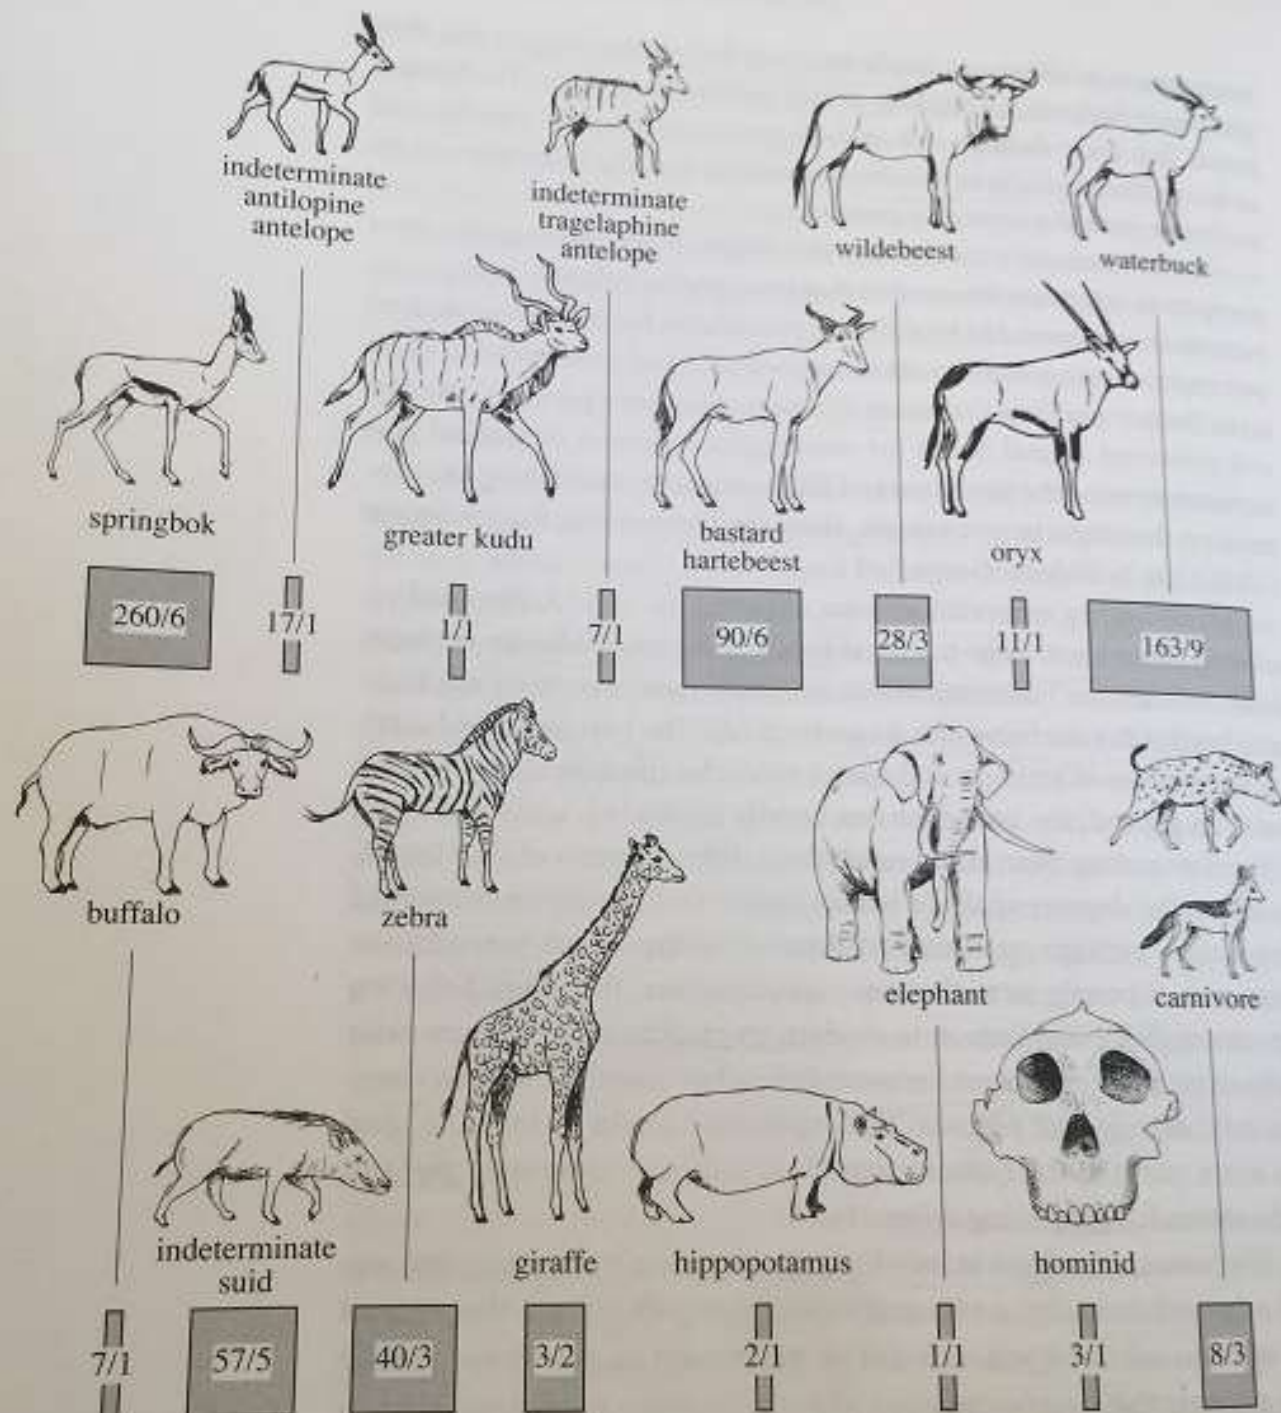 indeterminate
antilopine
antelope
indeterminate
tragelaphine
antelope
wildebeest
waterbuck
springbok
greater kudu
bastard
hartebeest
oryx
260/6
17/1
1/1
7/1
90/6
28/3
11/1
163/9
buffalo
zebra
elephant
carnivore
indeterminate
suid
giraffe
hippopotamus
hominid
7/1
57/5
40/3
3/2
2/1
1/1
3/1
8/3